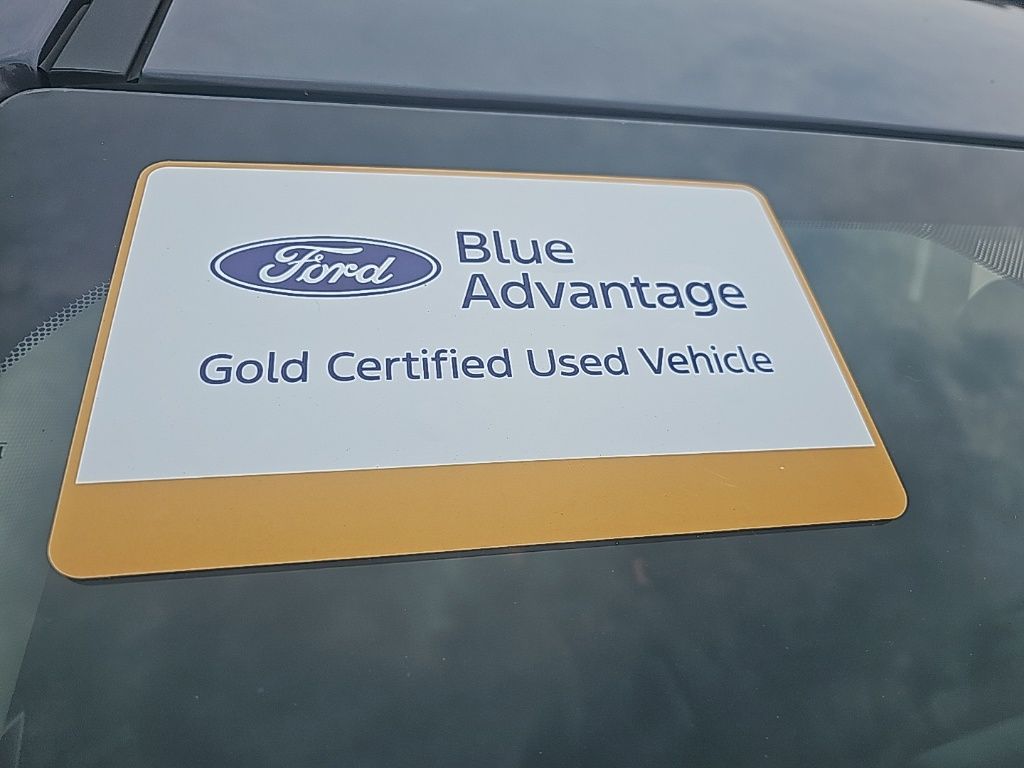 Ford
Blue
Advantage
Gold Certified Used Vehicle